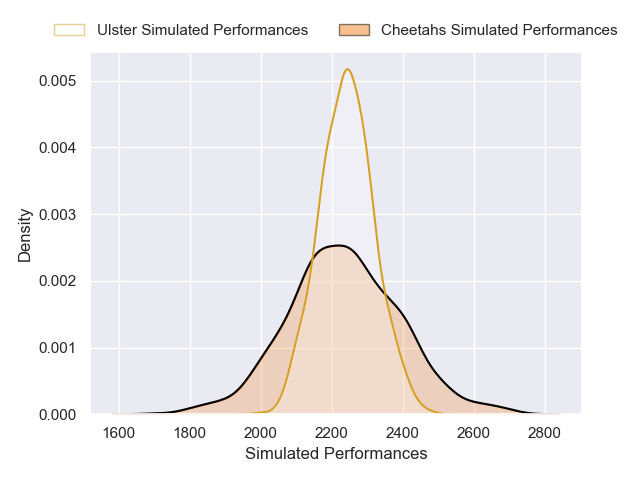 Ulster Simulated Performances Cheetahs Simulated Performances
0.005
0.004
0.003
0.002
0.001
0.000
Density
1600 1800 2000 2200 2400 2600 2800
Simulated Performances